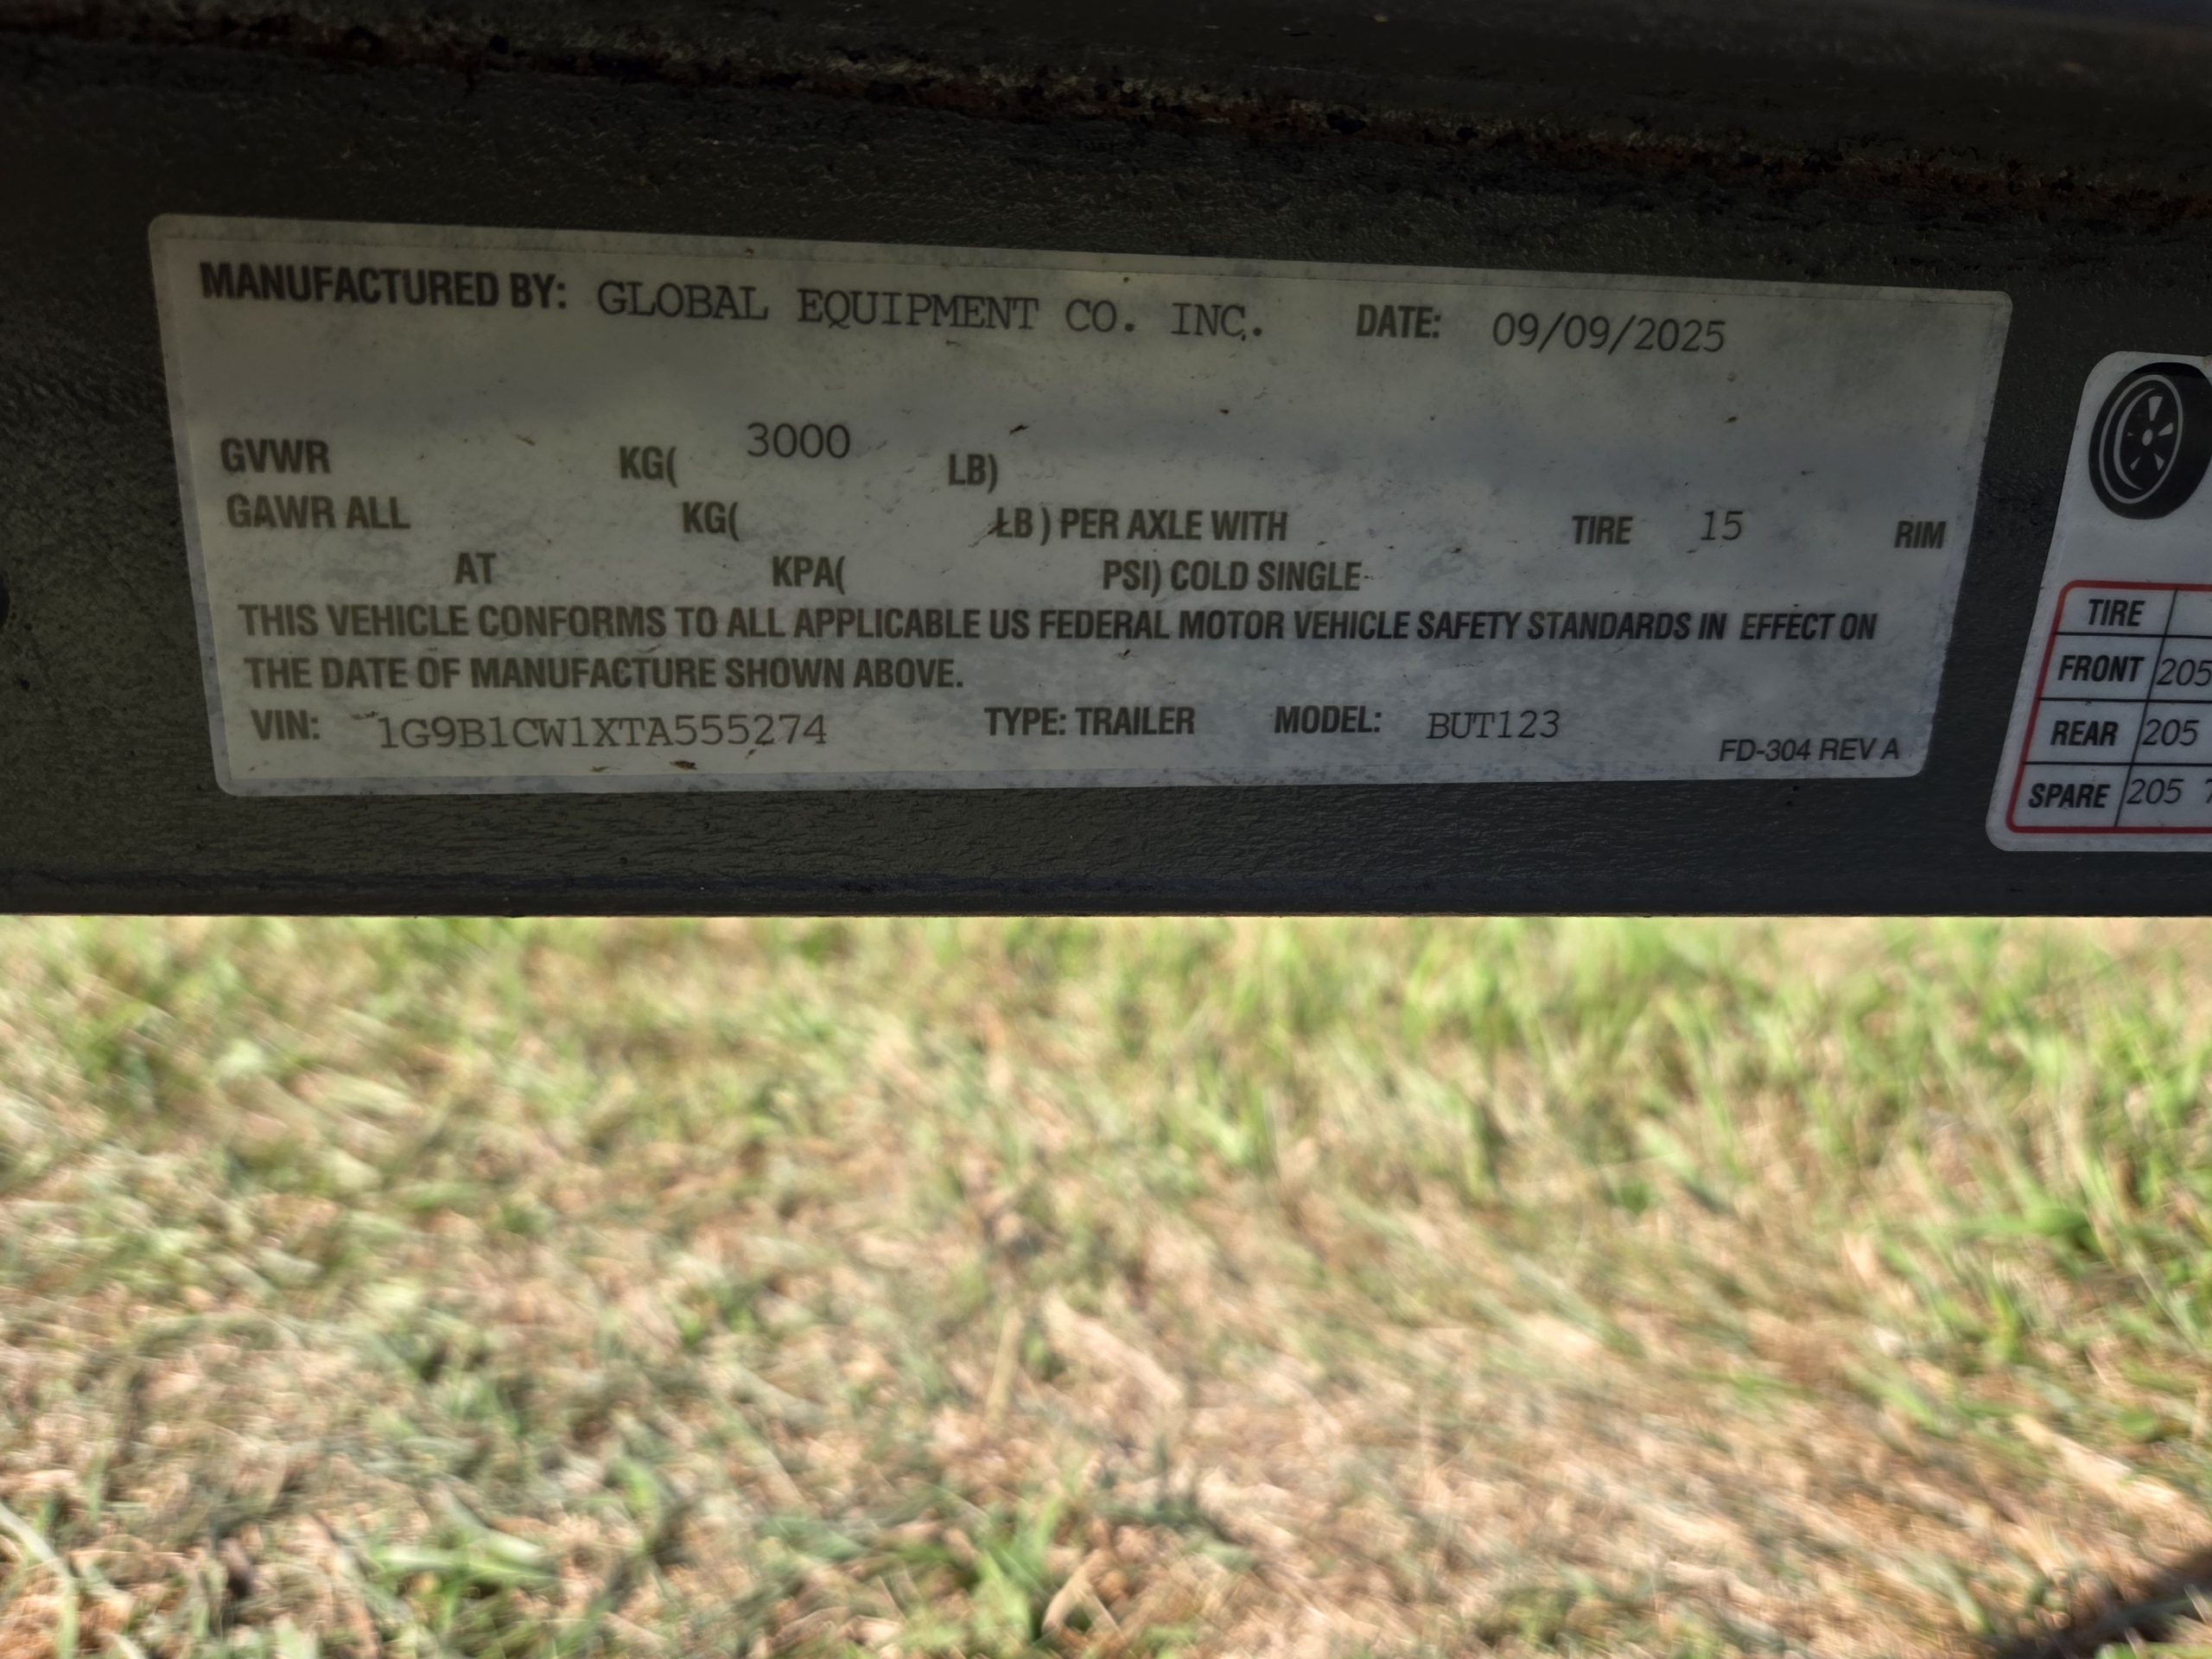 MANUFACTURED BY: GLOBAL EQUIPMENT CO. INC. DATE: 09/09/2025
GVWR KG( 3000 LB)
GAWR ALL KG( LB ) PER AXLE WITH TIRE 15 RIM
AT KPA( PSI) COLD SINGLE
THIS VEHICLE CONFORMS TO ALL APPLICABLE US FEDERAL MOTOR VEHICLE SAFETY STANDARDS IN EFFECT ON
THE DATE OF MANUFACTURE SHOWN ABOVE.
VIN: 1G9B1CW1XTA555274 TYPE: TRAILER MODEL: BUT123
FD-304 REV A
TIRE
FRONT 205
REAR 205
SPARE 205